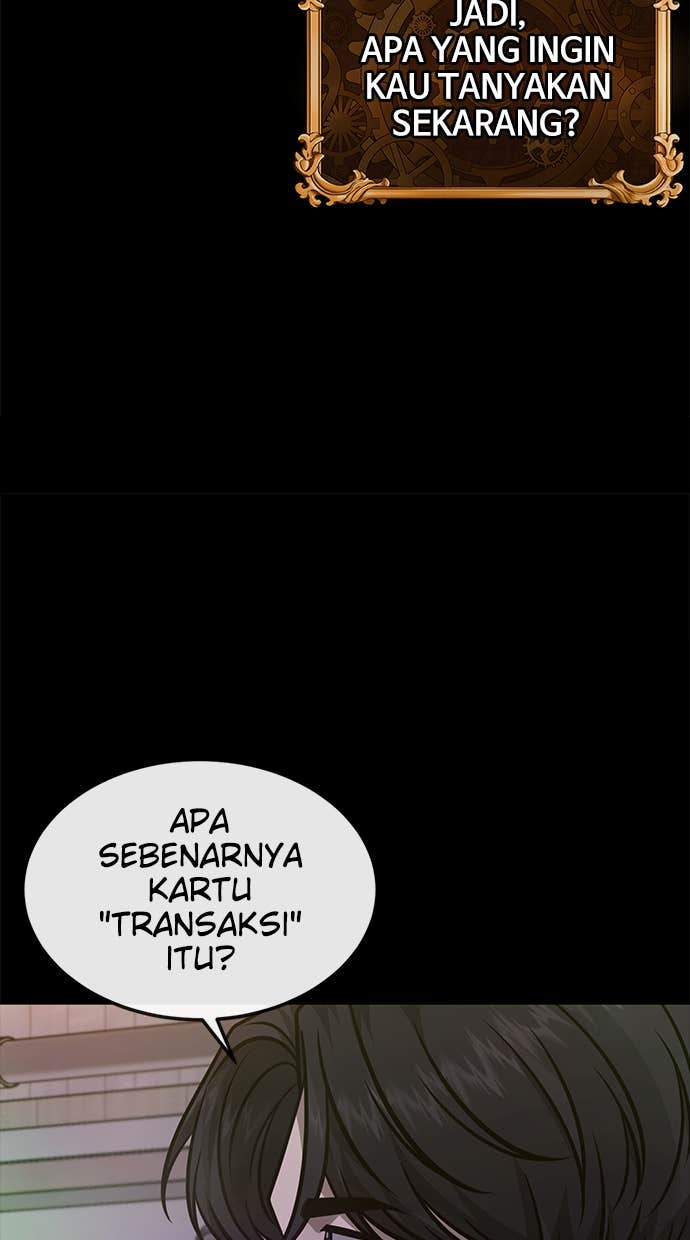 JADI,
APA YANG INGIN
KAU TANYAKAN
SEKARANG?
APA
SEBENARNYA
KARTU
"TRANSAKSI"
ITU?